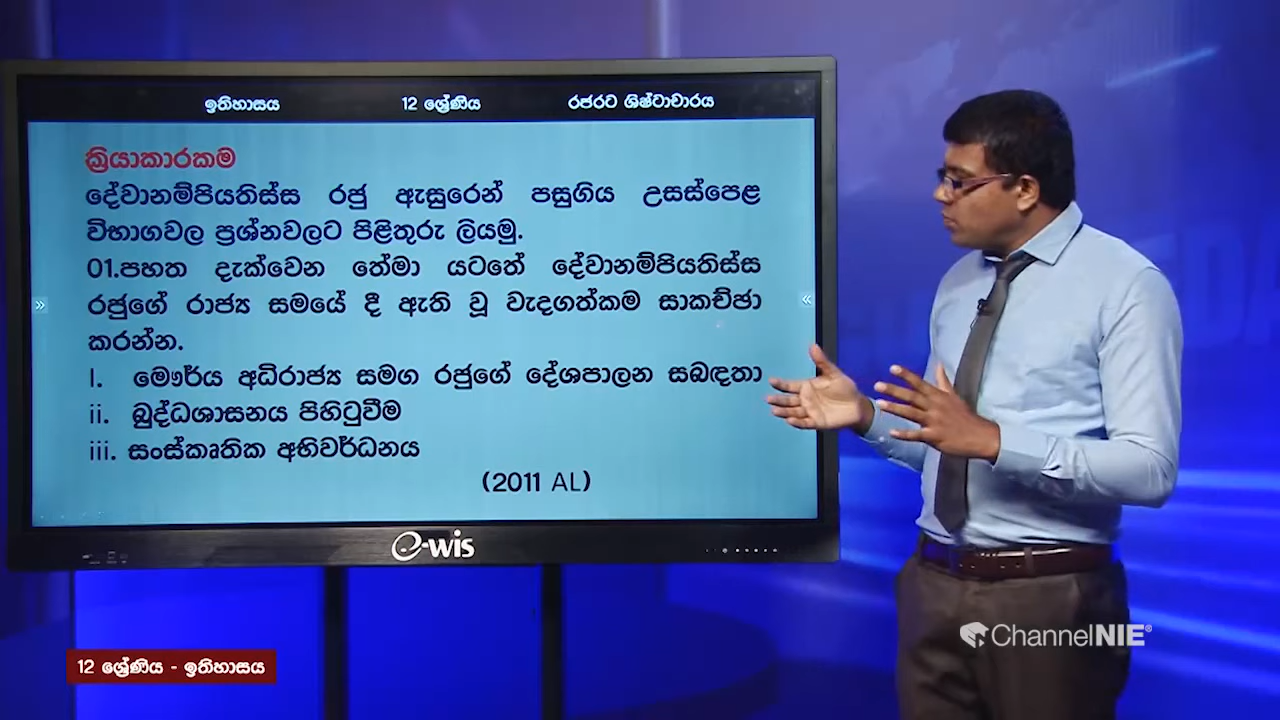 ඉතිහාසය 12 ශ්‍රේණිය රජරට ශිෂ්ටාචාරය
ක්‍රියාකාරකම
දේවානම්පියතිස්ස රජු ඇසුරෙන් පසුගිය උසස්පෙළ
විභාගවල ප්‍රශ්නවලට පිළිතුරු ලියමු.
01.පහත දැක්වෙන තේමා යටතේ දේවානම්පියතිස්ස
රජුගේ රාජ්‍ය සමයේ දී ඇති වූ වැදගත්කම සාකච්ඡා
කරන්න.
I. මෞර්ය අධිරාජ්‍ය සමග රජුගේ දේශපාලන සබඳතා
ii. බුද්ධශාසනය පිහිටුවීම
iii. සංස්කෘතික අභිවර්ධනය
(2011 AL)
e-wis
ChannelNIE®
12 ශ්‍රේණිය - ඉතිහාසය